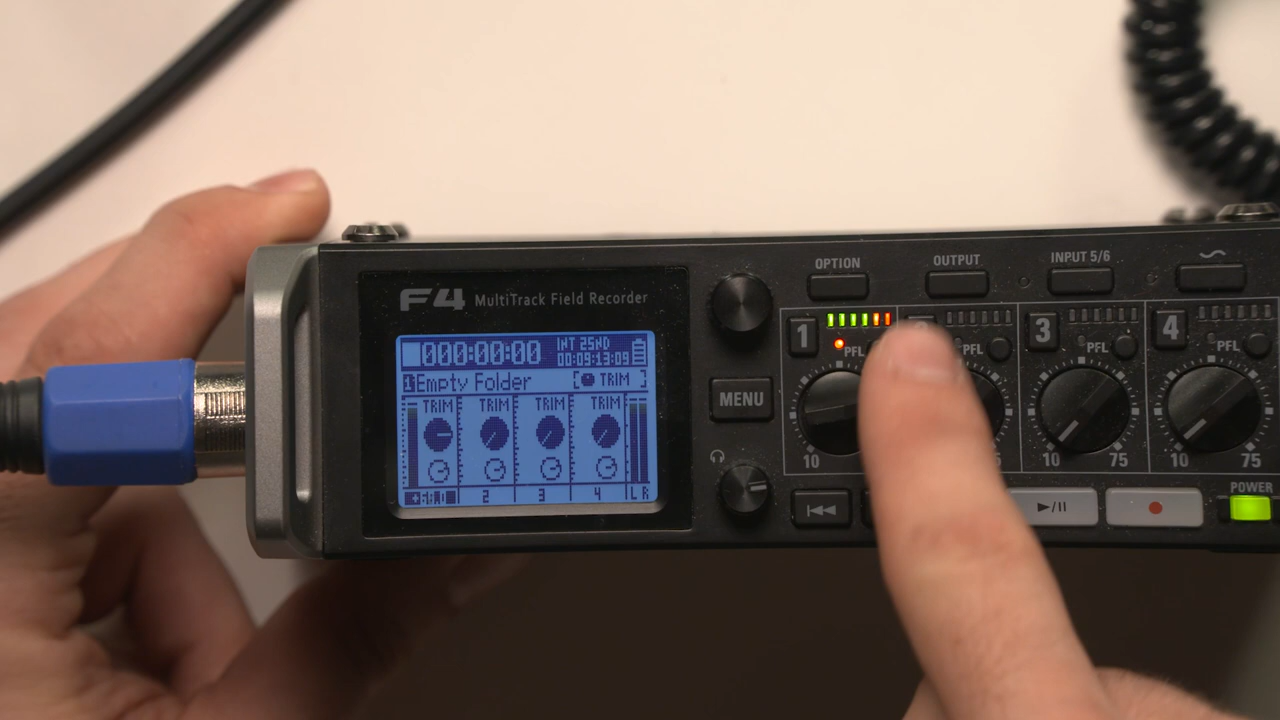 OPTION
OUTPUT
INPUT 5/6
F4 MultiTrack Field Recorder
000:00:00
INT 25ND
00:09:13:09
1 Empty Folder
[TRIM]
TRIM TRIM TRIM TRIM
2 3 4 L R
MENU
1
PFL
PFL
3
PFL
4
PFL
10
10
75
10
75
POWER